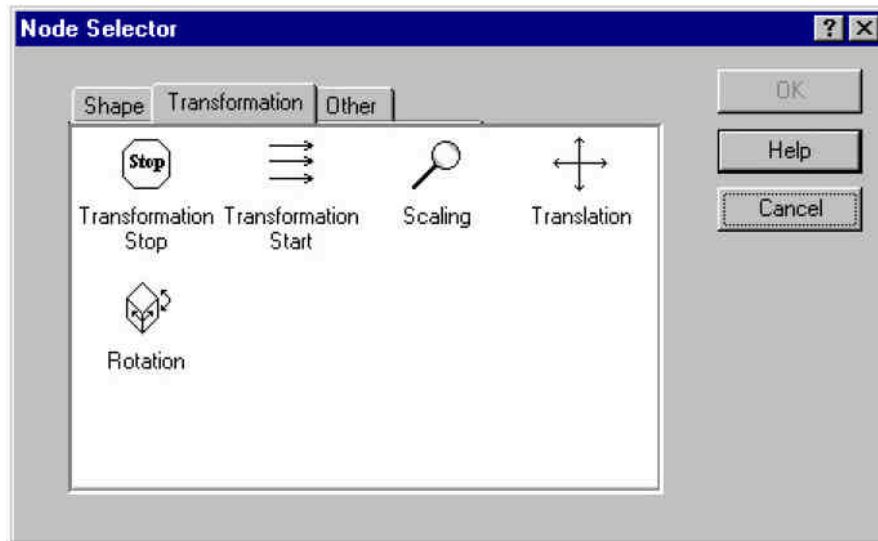 Node Selector
Shape Transformation Other
OK
Help
Cancel
Stop
Transformation Stop
Transformation Start
Scaling
Translation
Rotation